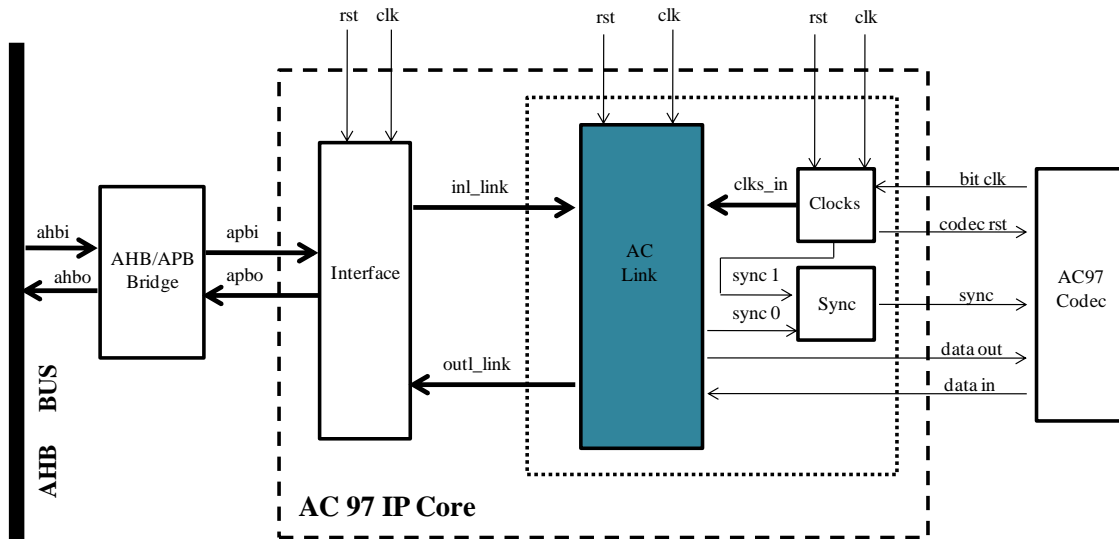 rst
clk
rst
clk
rst
clk
inl_link
clks_in
Clocks
bit clk
codec rst
ahbi
ahbo
AHB/APB
Bridge
apbi
apbo
Interface
AC
Link
sync 1
sync 0
Sync
sync
AC97
Codec
outl_link
data out
data in
AHB BUS
AC 97 IP Core